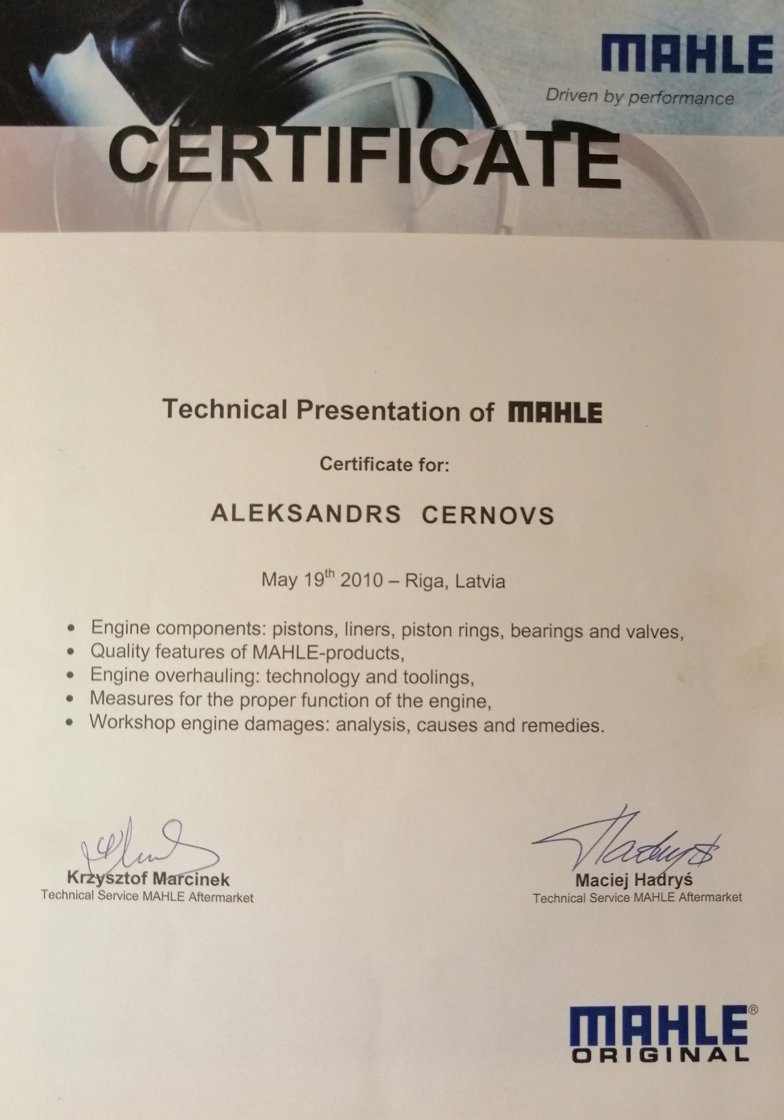 MAHLE
Driven by performance
CERTIFICATE
Technical Presentation of MAHLE
Certificate for:
ALEKSANDRS CERNOVS
May 19th 2010 – Riga, Latvia
• Engine components: pistons, liners, piston rings, bearings and valves,
• Quality features of MAHLE-products,
• Engine overhauling: technology and toolings,
• Measures for the proper function of the engine,
• Workshop engine damages: analysis, causes and remedies.
Krzysztof Marcinek
Technical Service MAHLE Aftermarket
Hadryś
Maciej Hadryś
Technical Service MAHLE Aftermarket
MAHLE®
ORIGINAL